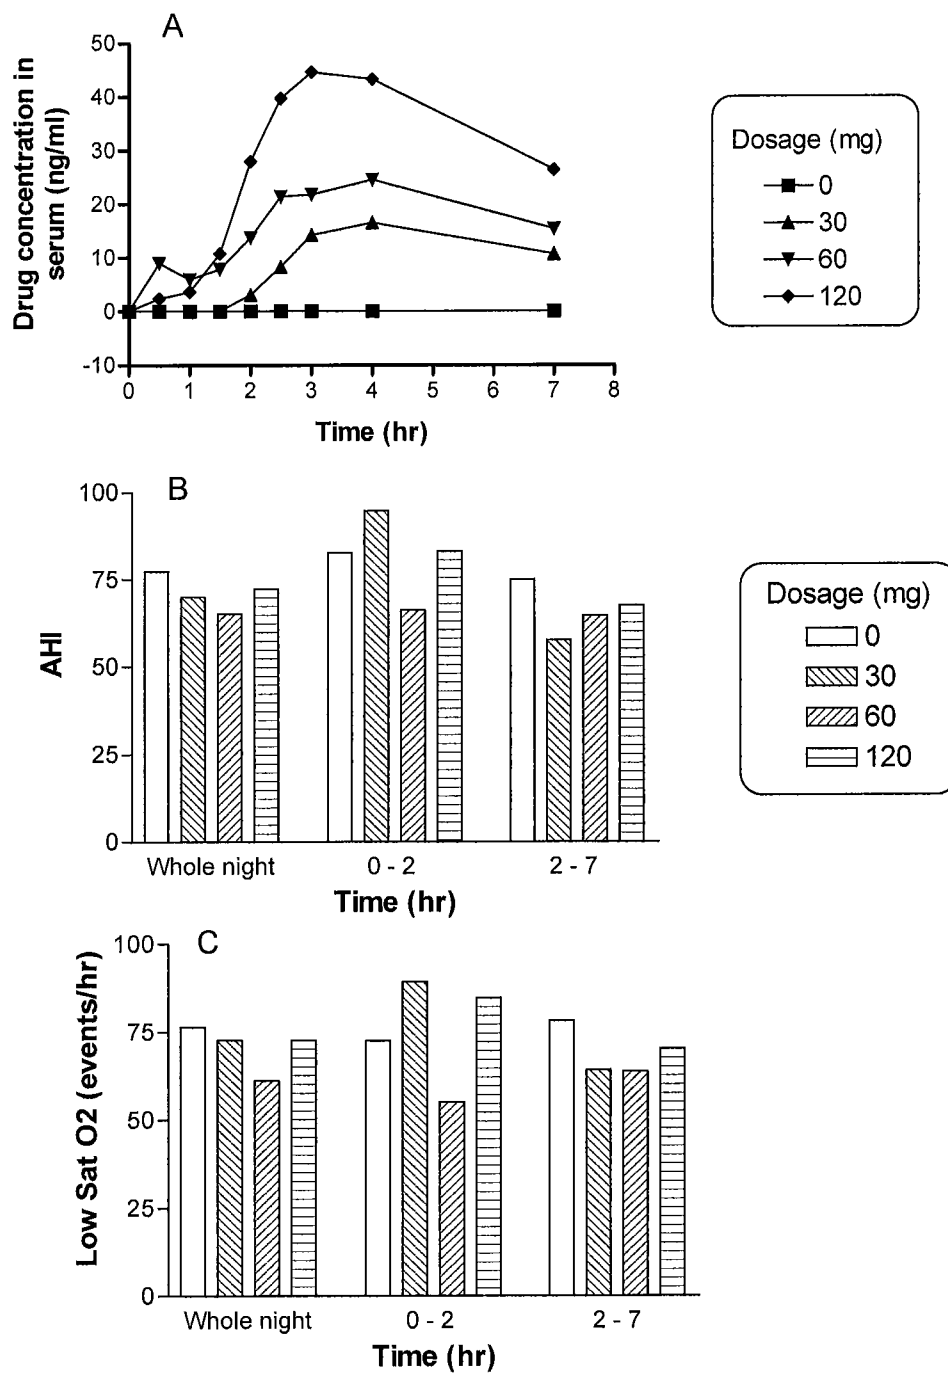 A
Drug concentration in
serum (ng/ml)
50
40
30
20
10
0
-10
0 1 2 3 4 5 6 7 8
Time (hr)
Dosage (mg)
0
30
60
120
B
AHI
100
75
50
25
0
Whole night 0 - 2 2 - 7
Time (hr)
Dosage (mg)
0
30
60
120
C
Low Sat O2 (events/hr)
100
75
50
25
0
Whole night 0 - 2 2 - 7
Time (hr)